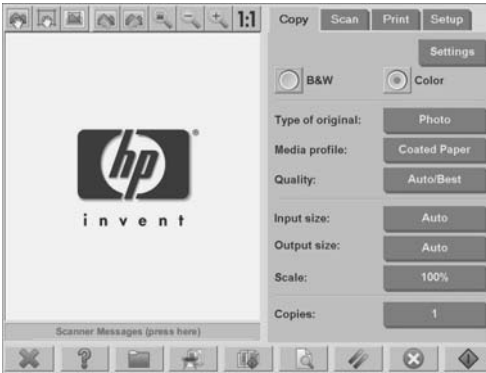 1:1
Copy
Scan
Print
Setup
Settings
B&W
Color
Type of original:
Photo
Media profile:
Coated Paper
Quality:
Auto/Best
Input size:
Auto
Output size:
Auto
Scale:
100%
Copies:
1
hp
®
invent
Scanner Messages (press here)
?